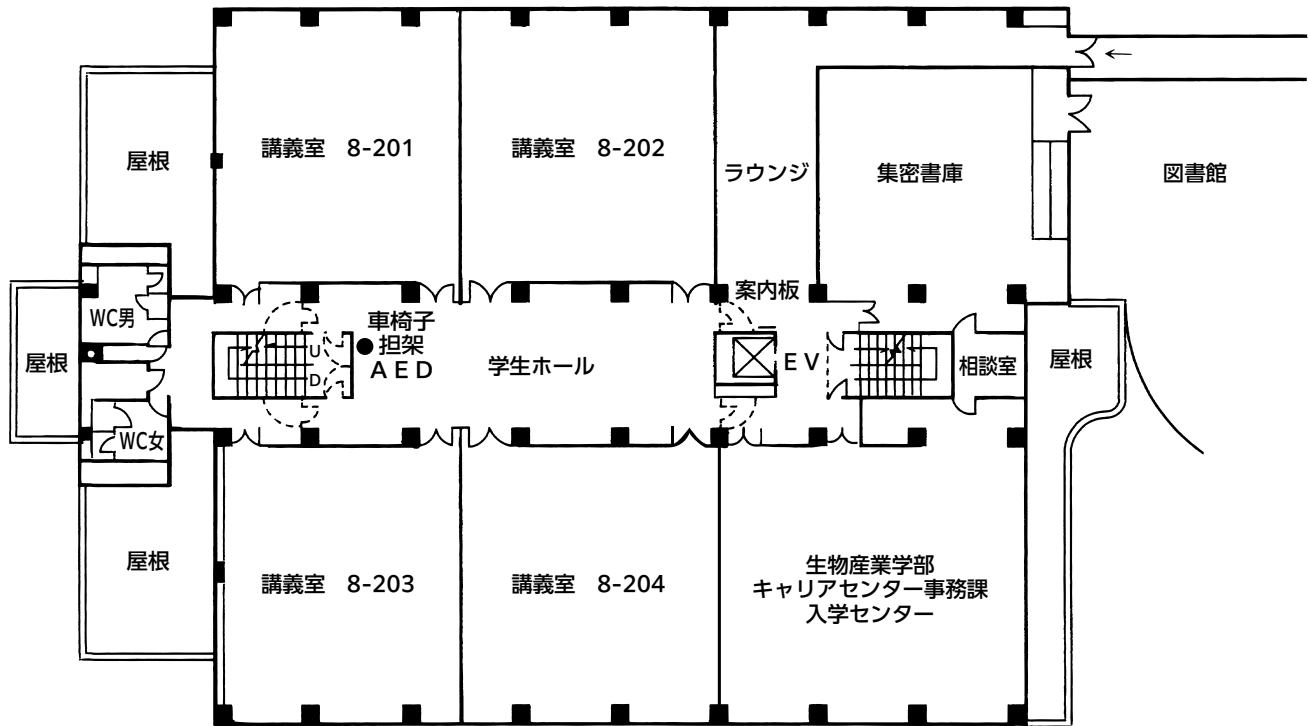 ←
講義室 8-201
講義室 8-202
屋根
ラウンジ
集密書庫
図書館
案内板
WC男
車椅子
担架
AED
U
D
屋根
学生ホール
EV
相談室
屋根
WC女
屋根
講義室 8-203
講義室 8-204
生物産業学部
キャリアセンター事務課
入学センター